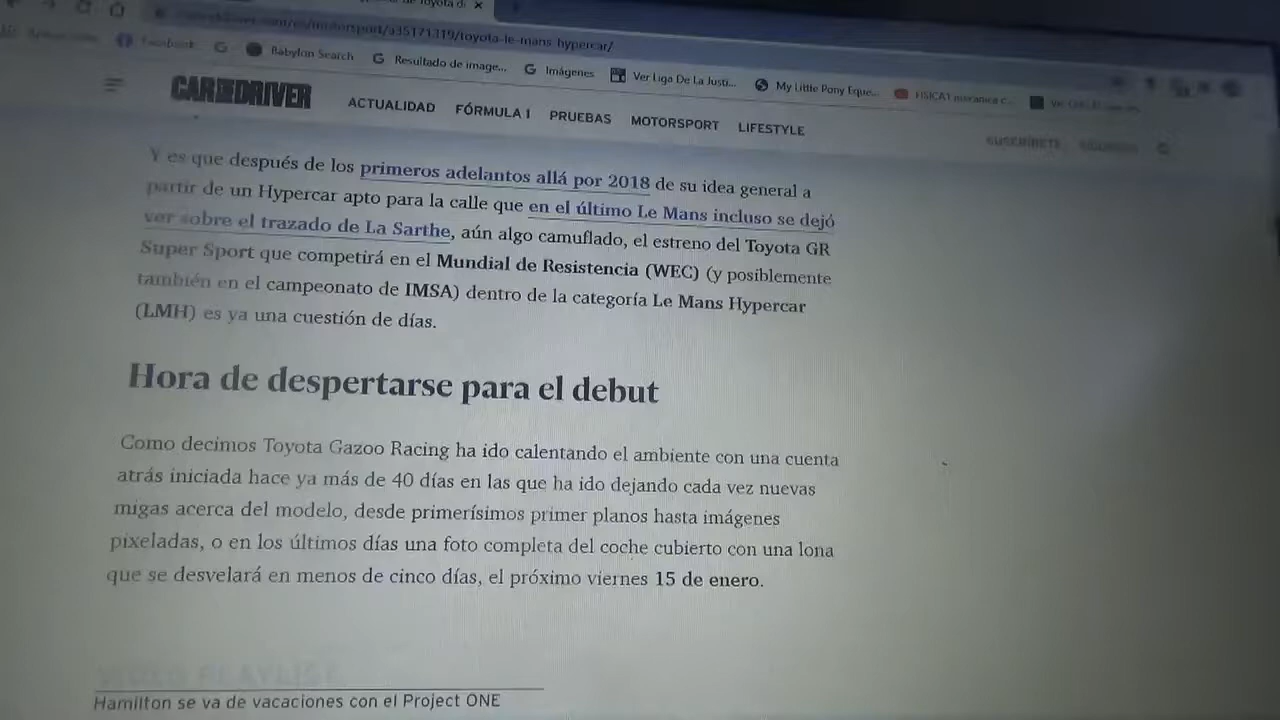 /motorsport/a35171319/toyota-le-mans-hypercar/
Facebook
Babylon Search
Resultado de image...
Imágenes
Ver Liga De La Justi...
My Little Pony Eque...
CAR AND DRIVER
ACTUALIDAD
FÓRMULA 1
PRUEBAS
MOTORSPORT
LIFESTYLE
SUSCRÍBETE
Y es que después de los primeros adelantos allá por 2018 de su idea general a
partir de un Hypercar apto para la calle que en el último Le Mans incluso se dejó
ver sobre el trazado de La Sarthe, aún algo camuflado, el estreno del Toyota GR
Super Sport que competirá en el Mundial de Resistencia (WEC) (y posiblemente
también en el campeonato de IMSA) dentro de la categoría Le Mans Hypercar
(LMH) es ya una cuestión de días.
Hora de despertarse para el debut
Como decimos Toyota Gazoo Racing ha ido calentando el ambiente con una cuenta
atrás iniciada hace ya más de 40 días en las que ha ido dejando cada vez nuevas
migas acerca del modelo, desde primerísimos primer planos hasta imágenes
pixeladas, o en los últimos días una foto completa del coche cubierto con una lona
que se desvelará en menos de cinco días, el próximo viernes 15 de enero.
VIDEO PLAYLIST
Hamilton se va de vacaciones con el Project ONE